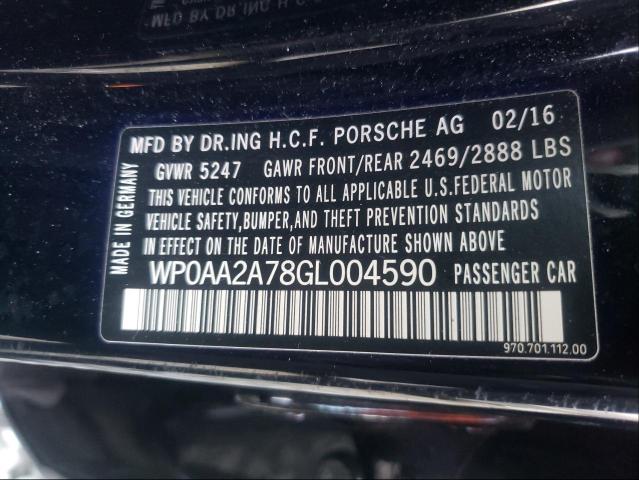 MFD BY DR.ING H.C.F. PORSCHE AG 02/16
GVWR 5247 GAWR FRONT/REAR 2469/2888 LBS
THIS VEHICLE CONFORMS TO ALL APPLICABLE U.S.FEDERAL MOTOR
VEHICLE SAFETY,BUMPER,AND THEFT PREVENTION STANDARDS
IN EFFECT ON THE DATE OF MANUFACTURE SHOWN ABOVE
WP0AA2A78GL004590 PASSENGER CAR
970.701.112.00
MADE IN GERMANY